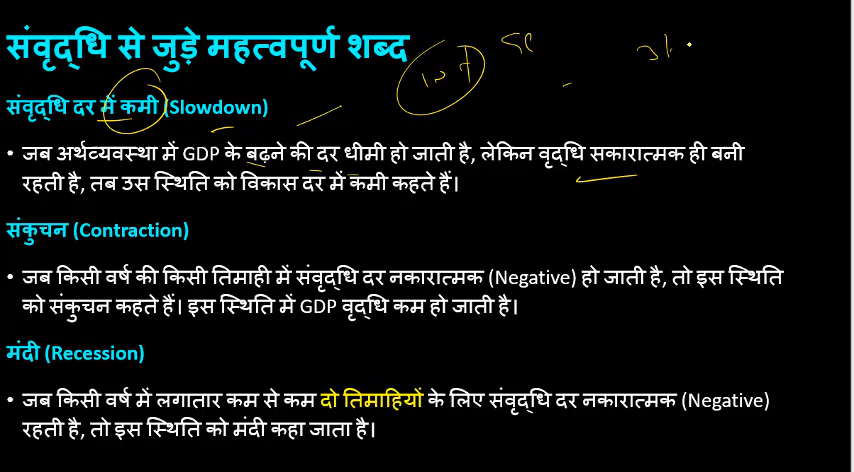 संवृद्धि से जुड़े महत्वपूर्ण शब्द
संवृद्धि दर में कमी (Slowdown)
• जब अर्थव्यवस्था में GDP के बढ़ने की दर धीमी हो जाती है, लेकिन वृद्धि सकारात्मक ही बनी
रहती है, तब उस स्थिति को विकास दर में कमी कहते हैं।
संकुचन (Contraction)
• जब किसी वर्ष की किसी तिमाही में संवृद्धि दर नकारात्मक (Negative) हो जाती है, तो इस स्थिति
को संकुचन कहते हैं। इस स्थिति में GDP वृद्धि कम हो जाती है।
मंदी (Recession)
• जब किसी वर्ष में लगातार कम से कम दो तिमाहियों के लिए संवृद्धि दर नकारात्मक (Negative)
रहती है, तो इस स्थिति को मंदी कहा जाता है।